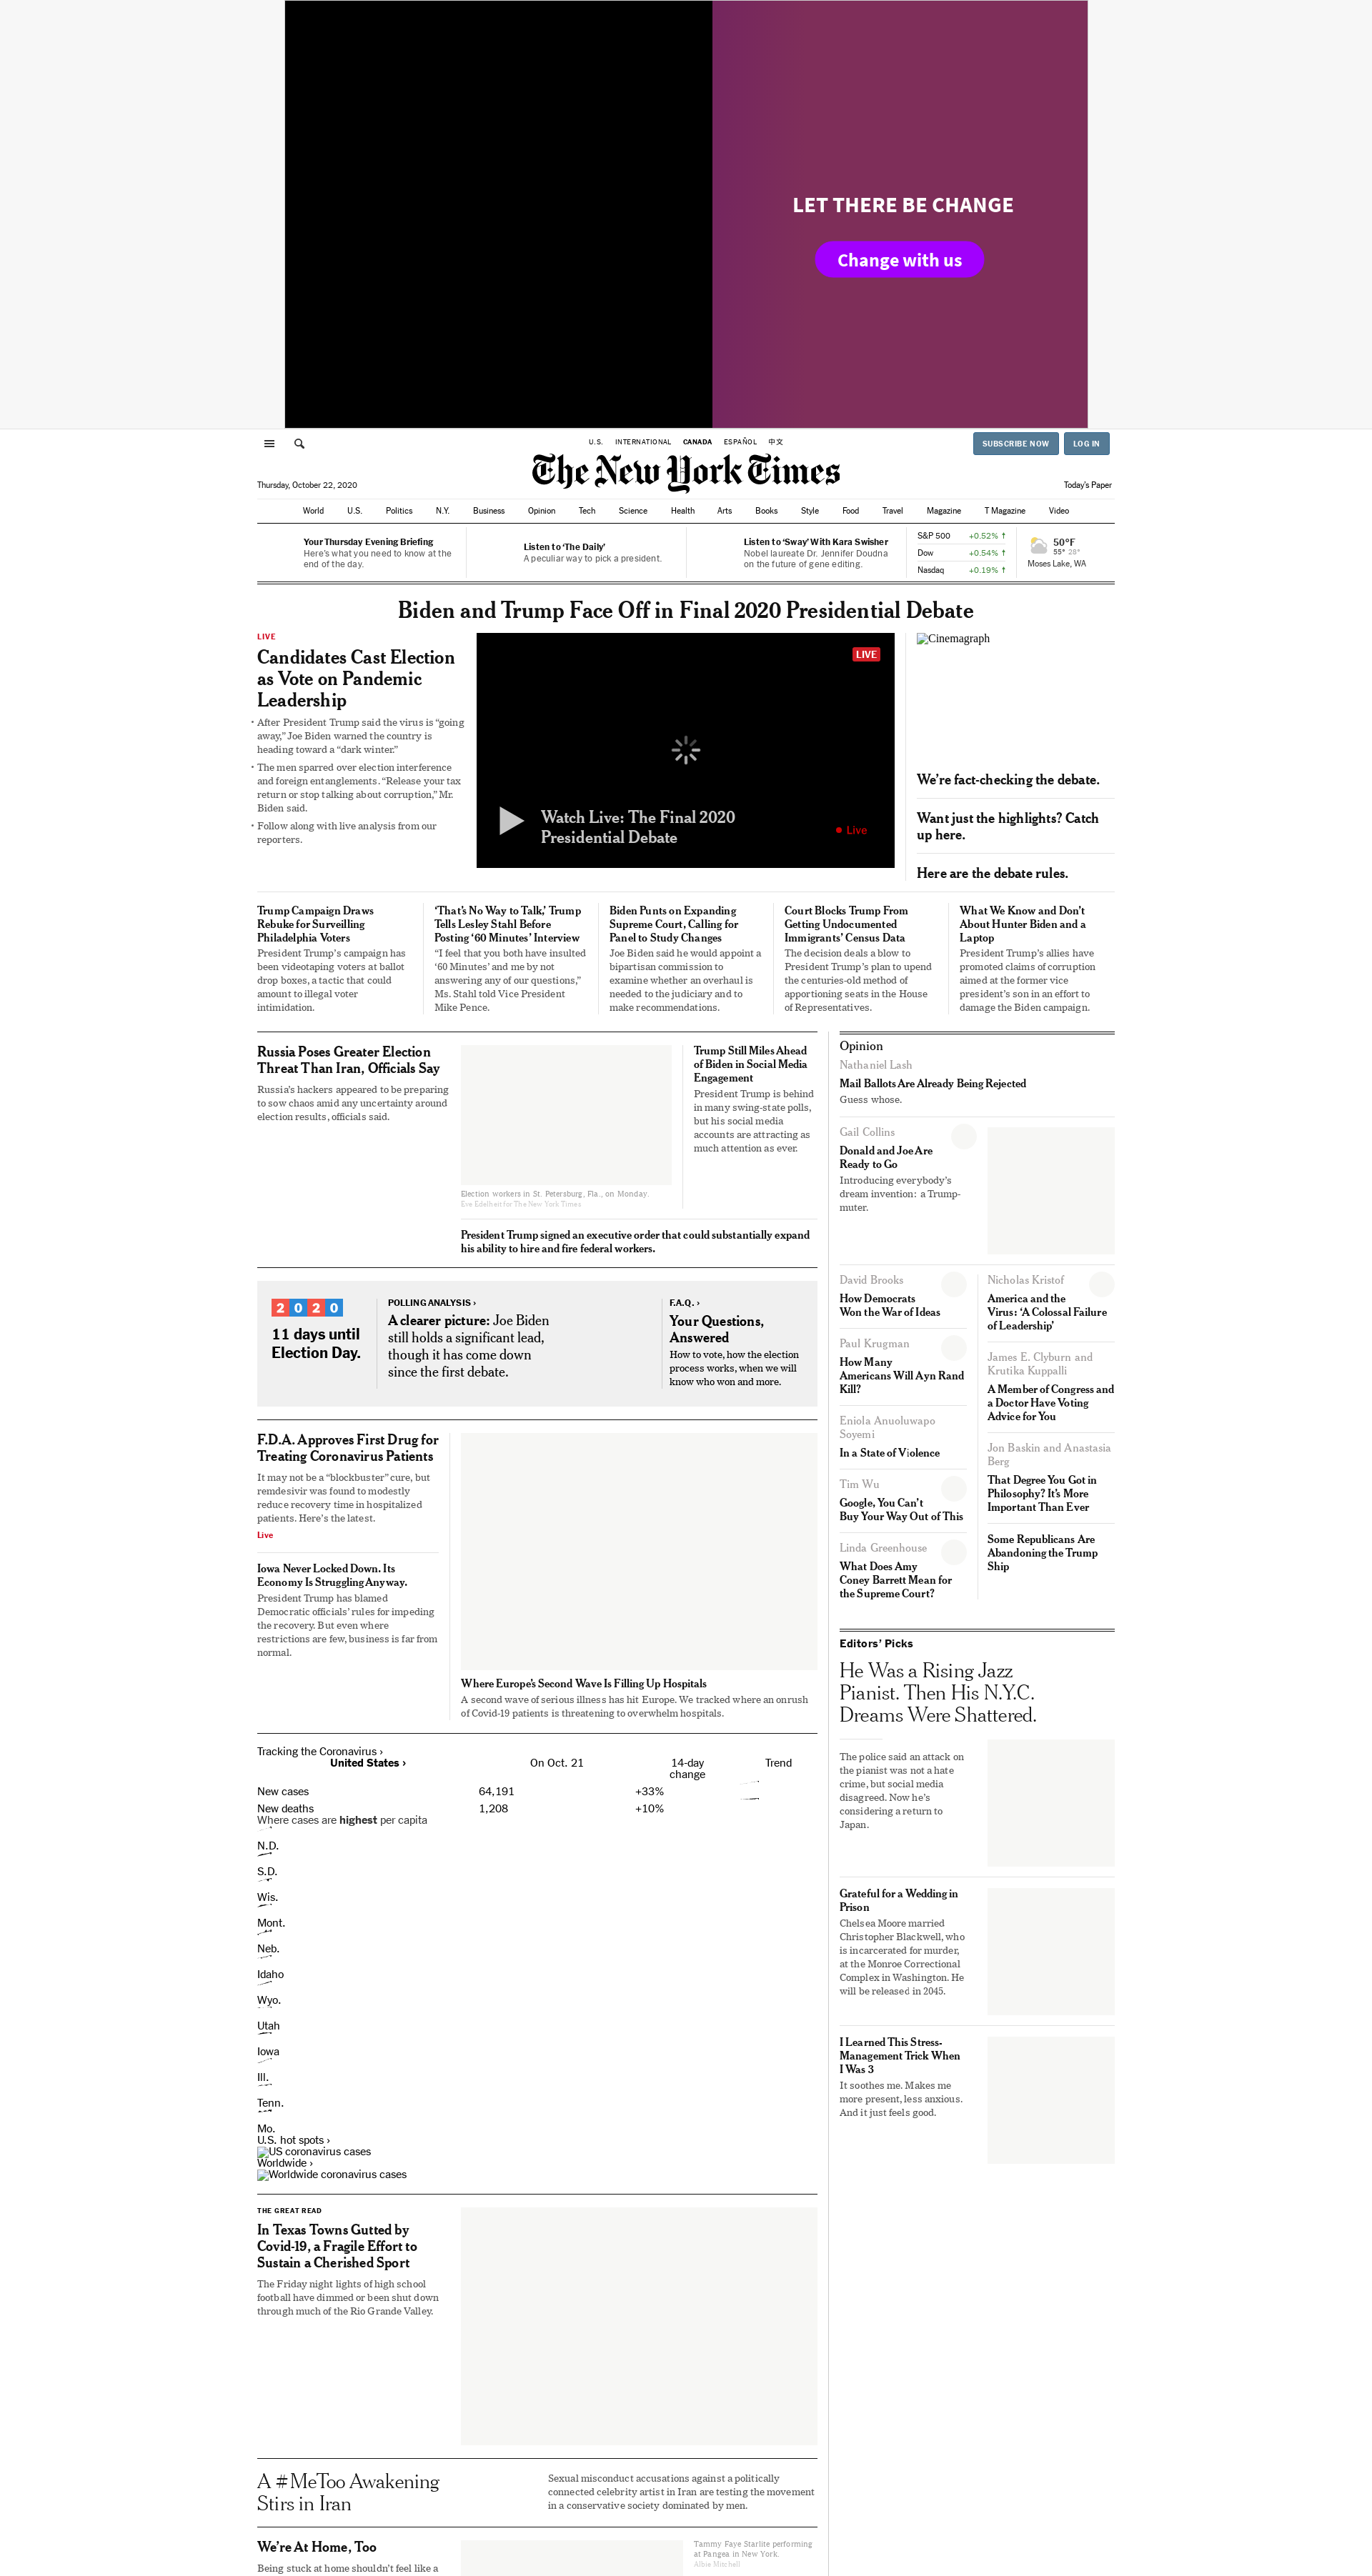 LET THERE BE CHANGE
Change with us
U.S. INTERNATIONAL CANADA ESPAÑOL 中文
SUBSCRIBE NOW LOG IN
The New York Times
Thursday, October 22, 2020
Today's Paper
World U.S. Politics N.Y. Business Opinion Tech Science Health Arts Books Style Food Travel Magazine T Magazine Video
Your Thursday Evening Briefing
Here's what you need to know at the
end of the day.
Listen to 'The Daily'
A peculiar way to pick a president.
Listen to 'Sway' With Kara Swisher
Nobel laureate Dr. Jennifer Doudna
on the future of gene editing.
S&P 500 +0.52% ↑
Dow +0.54% ↑
Nasdaq +0.19% ↑
50°F
55° 28°
Moses Lake, WA
Biden and Trump Face Off in Final 2020 Presidential Debate
LIVE
Candidates Cast Election
as Vote on Pandemic
Leadership
• After President Trump said the virus is “going
away,” Joe Biden warned the country is
heading toward a “dark winter.”
• The men sparred over election interference
and foreign entanglements. “Release your tax
return or stop talking about corruption,” Mr.
Biden said.
• Follow along with live analysis from our
reporters.
LIVE
Watch Live: The Final 2020
Presidential Debate
Live
Cinemagraph
We’re fact-checking the debate.
Want just the highlights? Catch
up here.
Here are the debate rules.
Trump Campaign Draws
Rebuke for Surveilling
Philadelphia Voters
President Trump’s campaign has
been videotaping voters at ballot
drop boxes, a tactic that could
amount to illegal voter
intimidation.
‘That’s No Way to Talk,’ Trump
Tells Lesley Stahl Before
Posting ‘60 Minutes’ Interview
“I feel that you both have insulted
‘60 Minutes’ and me by not
answering any of our questions,”
Ms. Stahl told Vice President
Mike Pence.
Biden Punts on Expanding
Supreme Court, Calling for
Panel to Study Changes
Joe Biden said he would appoint a
bipartisan commission to
examine whether an overhaul is
needed to the judiciary and to
make recommendations.
Court Blocks Trump From
Getting Undocumented
Immigrants’ Census Data
The decision deals a blow to
President Trump’s plan to upend
the centuries-old method of
apportioning seats in the House
of Representatives.
What We Know and Don’t
About Hunter Biden and a
Laptop
President Trump’s allies have
promoted claims of corruption
aimed at the former vice
president’s son in an effort to
damage the Biden campaign.
Russia Poses Greater Election
Threat Than Iran, Officials Say
Russia’s hackers appeared to be preparing
to sow chaos amid any uncertainty around
election results, officials said.
Election workers in St. Petersburg, Fla., on Monday.
Eve Edelheit for The New York Times
Trump Still Miles Ahead
of Biden in Social Media
Engagement
President Trump is behind
in many swing-state polls,
but his social media
accounts are attracting as
much attention as ever.
President Trump signed an executive order that could substantially expand
his ability to hire and fire federal workers.
2020
11 days until
Election Day.
POLLING ANALYSIS ›
A clearer picture: Joe Biden
still holds a significant lead,
though it has come down
since the first debate.
F.A.Q. ›
Your Questions,
Answered
How to vote, how the election
process works, when we will
know who won and more.
F.D.A. Approves First Drug for
Treating Coronavirus Patients
It may not be a “blockbuster” cure, but
remdesivir was found to modestly
reduce recovery time in hospitalized
patients. Here’s the latest.
Live
Iowa Never Locked Down. Its
Economy Is Struggling Anyway.
President Trump has blamed
Democratic officials’ rules for impeding
the recovery. But even where
restrictions are few, business is far from
normal.
Where Europe’s Second Wave Is Filling Up Hospitals
A second wave of serious illness has hit Europe. We tracked where an onrush
of Covid-19 patients is threatening to overwhelm hospitals.
Tracking the Coronavirus ›
United States › On Oct. 21 14-day
change Trend
New cases 64,191 +33%
New deaths 1,208 +10%
Where cases are highest per capita
N.D.
S.D.
Wis.
Mont.
Neb.
Idaho
Wyo.
Utah
Iowa
Ill.
Tenn.
Mo.
U.S. hot spots ›
US coronavirus cases
Worldwide ›
Worldwide coronavirus cases
THE GREAT READ
In Texas Towns Gutted by
Covid-19, a Fragile Effort to
Sustain a Cherished Sport
The Friday night lights of high school
football have dimmed or been shut down
through much of the Rio Grande Valley.
A #MeToo Awakening
Stirs in Iran
Sexual misconduct accusations against a politically
connected celebrity artist in Iran are testing the movement
in a conservative society dominated by men.
We’re At Home, Too
Being stuck at home shouldn’t feel like a
Tammy Faye Starlite performing
at Pangea in New York.
Albie Mitchell
Opinion
Nathaniel Lash
Mail Ballots Are Already Being Rejected
Guess whose.
Gail Collins
Donald and Joe Are
Ready to Go
Introducing everybody’s
dream invention: a Trump-
muter.
David Brooks
How Democrats
Won the War of Ideas
Paul Krugman
How Many
Americans Will Ayn Rand
Kill?
Eniola Anuoluwapo
Soyemi
In a State of Violence
Tim Wu
Google, You Can’t
Buy Your Way Out of This
Linda Greenhouse
What Does Amy
Coney Barrett Mean for
the Supreme Court?
Nicholas Kristof
America and the
Virus: ‘A Colossal Failure
of Leadership’
James E. Clyburn and
Krutika Kuppalli
A Member of Congress and
a Doctor Have Voting
Advice for You
Jon Baskin and Anastasia
Berg
That Degree You Got in
Philosophy? It’s More
Important Than Ever
Some Republicans Are
Abandoning the Trump
Ship
Editors’ Picks
He Was a Rising Jazz
Pianist. Then His N.Y.C.
Dreams Were Shattered.
The police said an attack on
the pianist was not a hate
crime, but social media
disagreed. Now he’s
considering a return to
Japan.
Grateful for a Wedding in
Prison
Chelsea Moore married
Christopher Blackwell, who
is incarcerated for murder,
at the Monroe Correctional
Complex in Washington. He
will be released in 2045.
I Learned This Stress-
Management Trick When
I Was 3
It soothes me. Makes me
more present, less anxious.
And it just feels good.